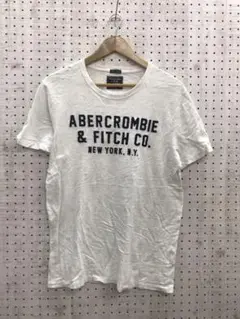 ABERCROMBIE
& FITCH CO.
NEW YORK, N.Y.